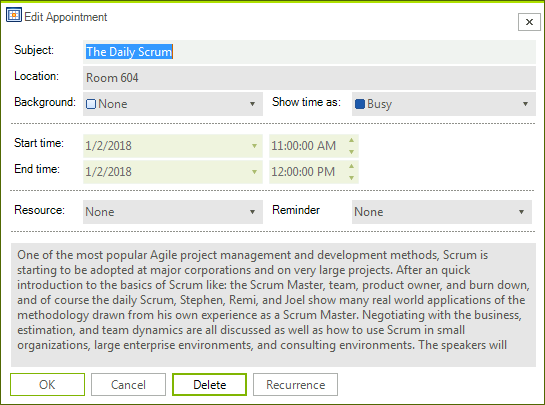 Edit Appointment
Subject: The Daily Scrum
Location: Room 604
Background: None Show time as: Busy
Start time: 1/2/2018 11:00:00 AM
End time: 1/2/2018 12:00:00 PM
Resource: None Reminder None
One of the most popular Agile project management and development methods, Scrum is
starting to be adopted at major corporations and on very large projects. After an quick
introduction to the basics of Scrum like: the Scrum Master, team, product owner, and burn down,
and of course the daily Scrum, Stephen, Remi, and Joel show many real world applications of the
methodology drawn from his own experience as a Scrum Master. Negotiating with the business,
estimation, and team dynamics are all discussed as well as how to use Scrum in small
organizations, large enterprise environments, and consulting environments. The speakers will
OK Cancel Delete Recurrence